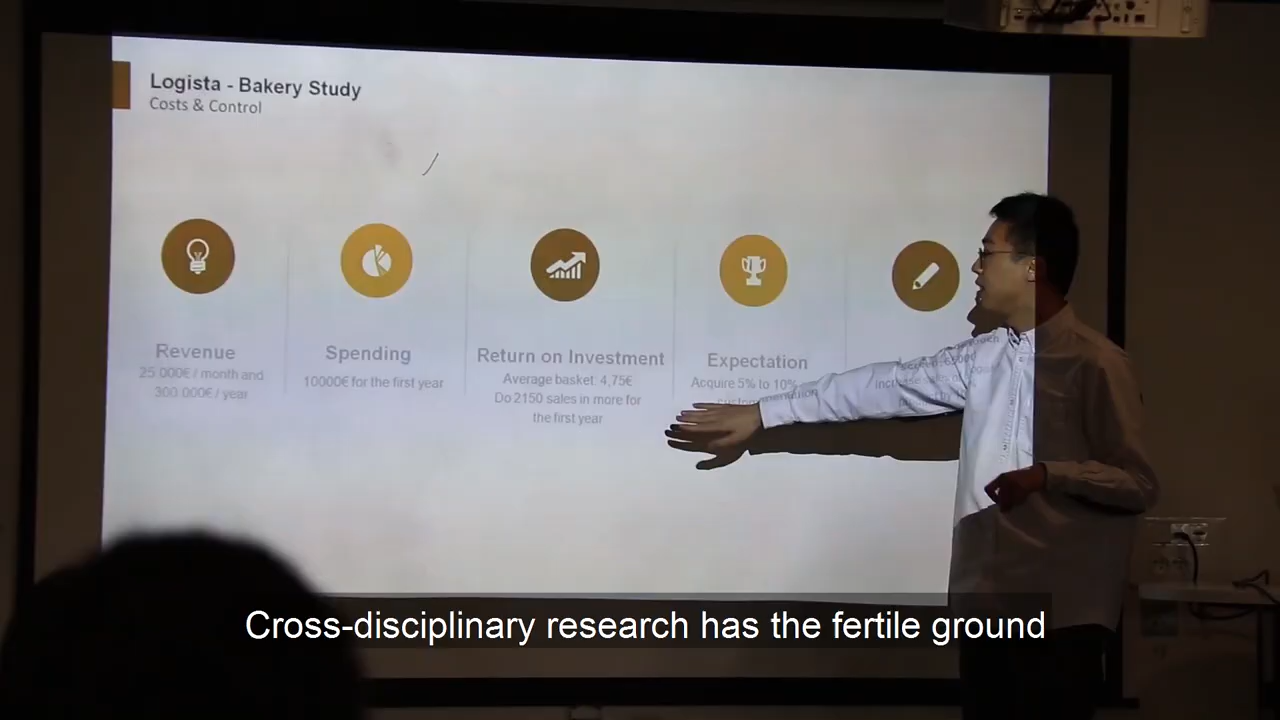 Logista - Bakery Study
Costs & Control
Revenue
25 000€ / month and
300 000€ / year
Spending
10000€ for the first year
Return on Investment
Average basket: 4,75€
Do 2150 sales in more for
the first year
Expectation
Acquire 5% to 10%
Cross-disciplinary research has the fertile ground